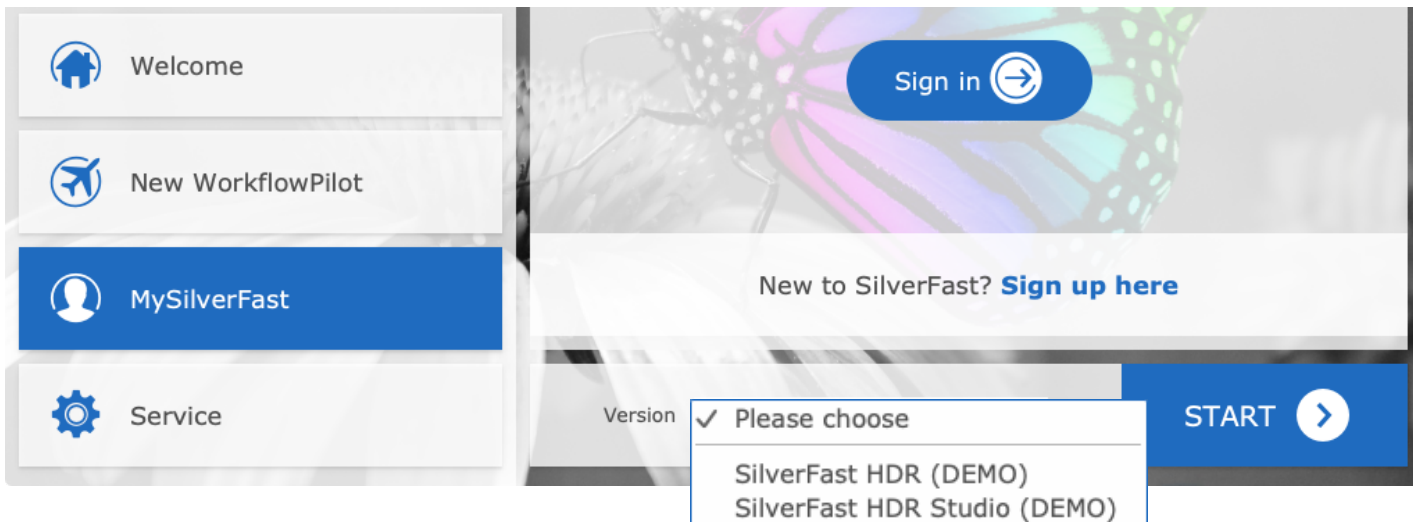 Welcome
New WorkflowPilot
MySilverFast
Service
Sign in
New to SilverFast? Sign up here
Version
✓ Please choose
SilverFast HDR (DEMO)
SilverFast HDR Studio (DEMO)
START